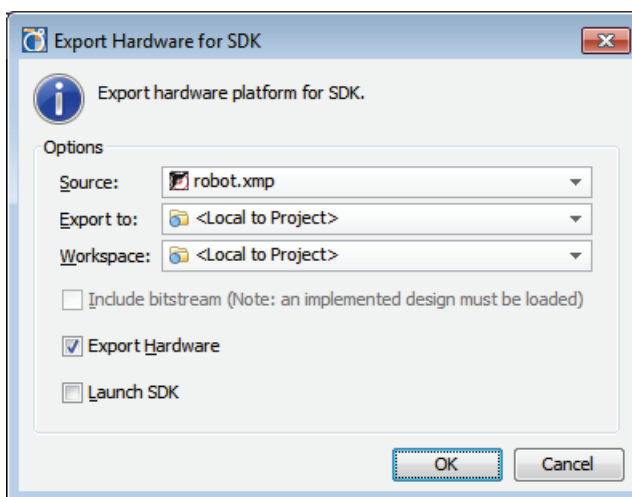 Export Hardware for SDK
Export hardware platform for SDK.
Options
Source: robot.xmp
Export to: <Local to Project>
Workspace: <Local to Project>
Include bitstream (Note: an implemented design must be loaded)
Export Hardware
Launch SDK
OK Cancel